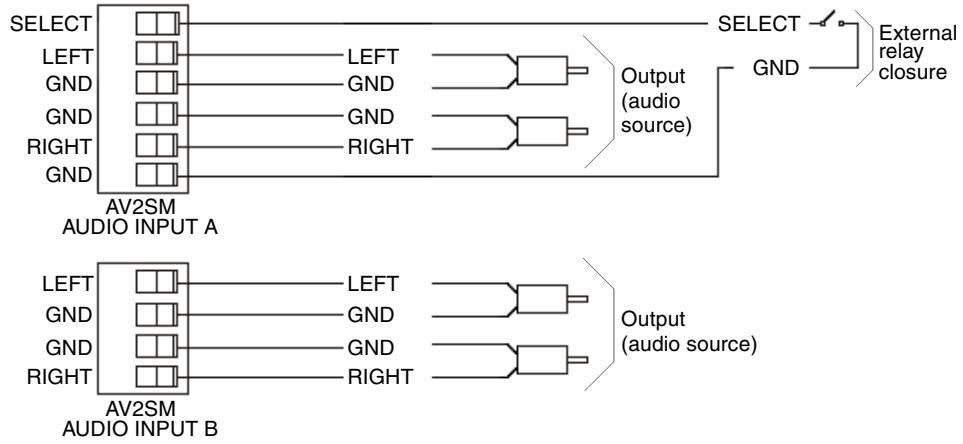 SELECT
SELECT
External
relay
closure
LEFT
LEFT
GND
GND
GND
Output
(audio
source)
GND
GND
RIGHT
RIGHT
GND
AV2SM
AUDIO INPUT A
LEFT
LEFT
GND
GND
Output
(audio source)
GND
GND
RIGHT
RIGHT
AV2SM
AUDIO INPUT B